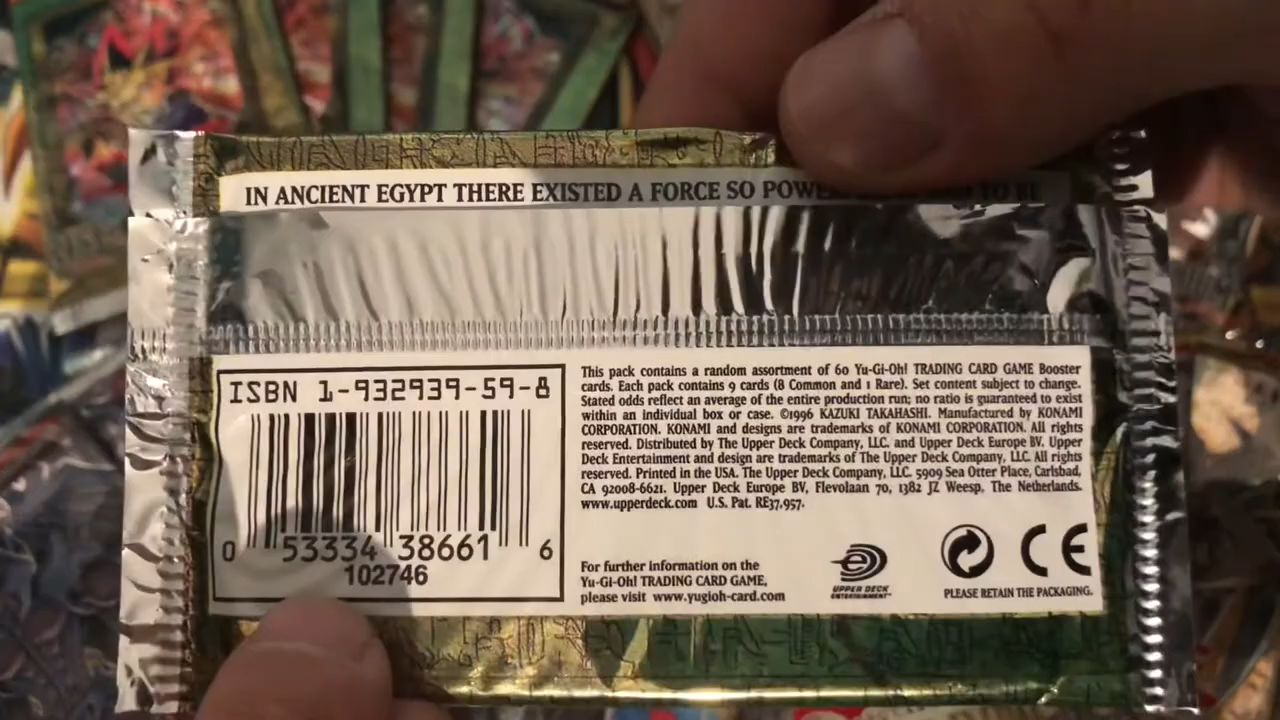 IN ANCIENT EGYPT THERE EXISTED A FORCE SO TO BE
ISBN 1-932939-59-8
0 53334 38661 6
102746
This pack contains a random assortment of 60 Yu-Gi-Oh! TRADING CARD GAME Booster
cards. Each pack contains 9 cards (8 Common and 1 Rare). Set content subject to change.
Stated odds reflect an average of the entire production run; no ratio is guaranteed to exist
within an individual box or case. ©1996 KAZUKI TAKAHASHI. Manufactured by KONAMI
CORPORATION. KONAMI and designs are trademarks of KONAMI CORPORATION. All rights
reserved. Distributed by The Upper Deck Company, LLC. and Upper Deck Europe BV. Upper
Deck Entertainment and design are trademarks of The Upper Deck Company, LLC. All rights
reserved. Printed in the USA. The Upper Deck Company, LLC. 5909 Sea Otter Place, Carlsbad,
CA 92008-6621. Upper Deck Europe BV, Flevolaan 70, 1382 JZ Weesp, The Netherlands.
www.upperdeck.com U.S. Pat. RE37,957.
For further information on the
Yu-Gi-Oh! TRADING CARD GAME,
please visit www.yugioh-card.com
UPPER DECK
ENTERTAINMENT™
CE
PLEASE RETAIN THE PACKAGING.